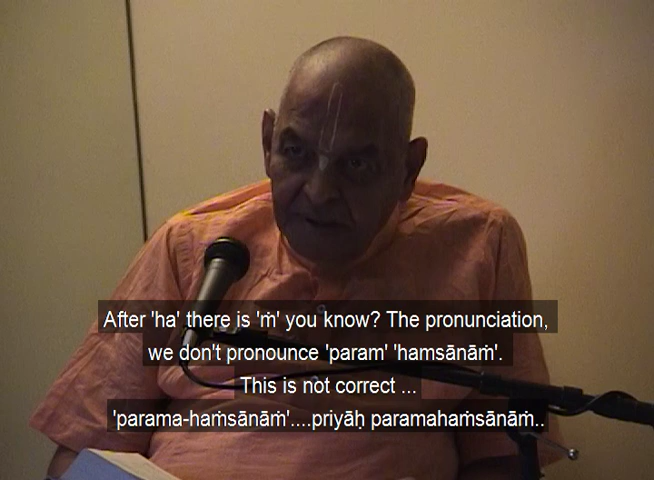 After 'ha' there is 'ṁ' you know? The pronunciation,
we don't pronounce 'param' 'hamsānāṁ'.
This is not correct ...
'parama-haṁsānāṁ'....priyāḥ paramahaṁsānāṁ..